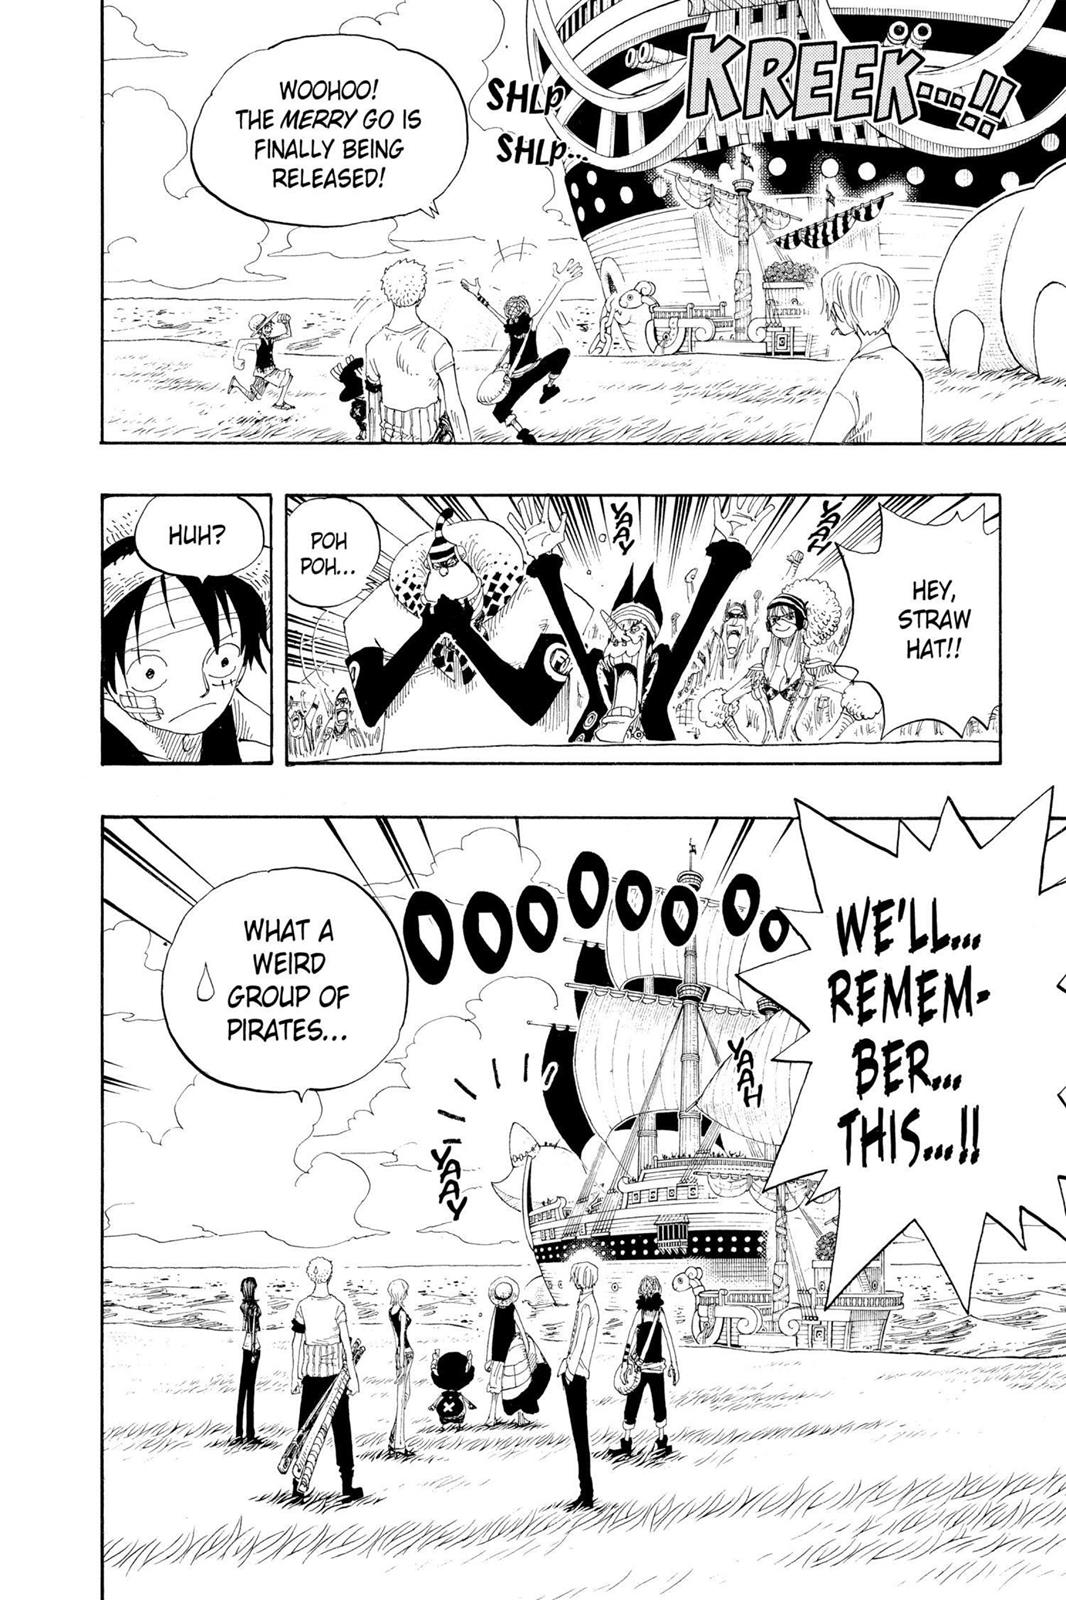 WOOHOO!
THE MERRY GO IS
FINALLY BEING
RELEASED!
SHLP
SHLP...
KREEK...!!
HUH?
POH
POH...
YAAY
YAAH
HEY,
STRAW
HAT!!
WHAT A
WEIRD
GROUP OF
PIRATES...
OOOOOOOOO
YAAY
YAAH
WE'LL...
REMEM-
BER...
THIS...!!